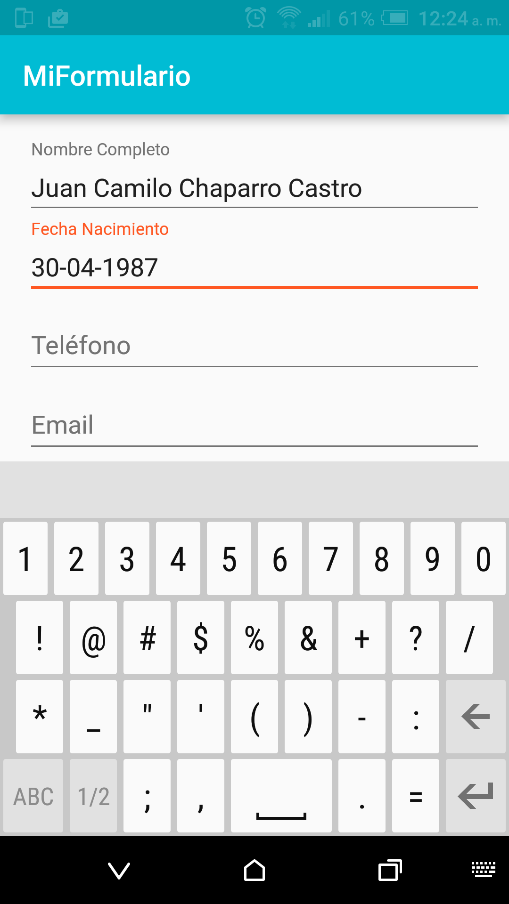 61% 12:24 a. m.
MiFormulario
Nombre Completo
Juan Camilo Chaparro Castro
Fecha Nacimiento
30-04-1987
Teléfono
Email
1 2 3 4 5 6 7 8 9 0
! @ # $ % & + ? /
* _ " ' ( ) - :
ABC 1/2 ; , . =